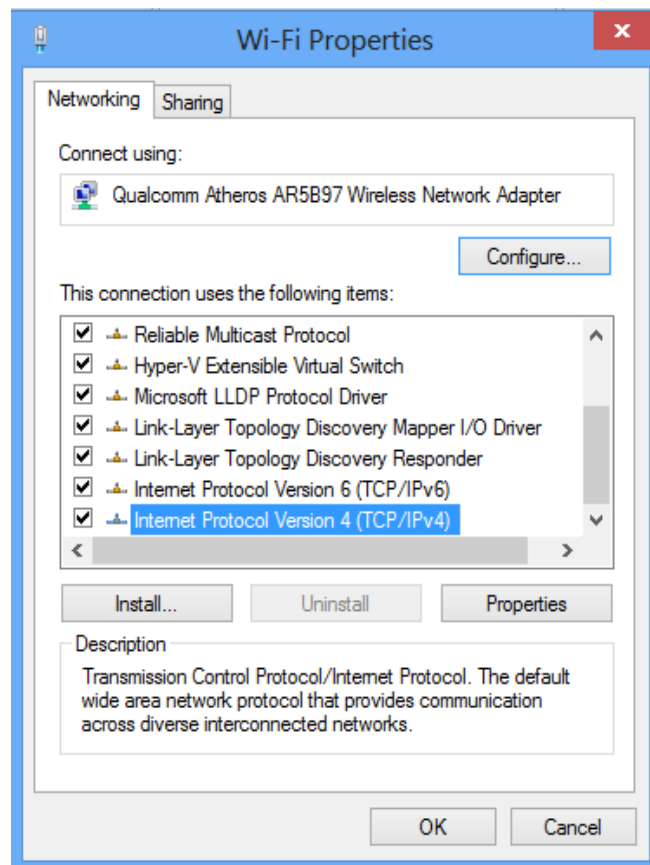 Wi-Fi Properties
Networking
Sharing
Connect using:
Qualcomm Atheros AR5B97 Wireless Network Adapter
Configure...
This connection uses the following items:
Reliable Multicast Protocol
Hyper-V Extensible Virtual Switch
Microsoft LLDP Protocol Driver
Link-Layer Topology Discovery Mapper I/O Driver
Link-Layer Topology Discovery Responder
Internet Protocol Version 6 (TCP/IPv6)
Internet Protocol Version 4 (TCP/IPv4)
Install...
Uninstall
Properties
Description
Transmission Control Protocol/Internet Protocol. The default
wide area network protocol that provides communication
across diverse interconnected networks.
OK
Cancel